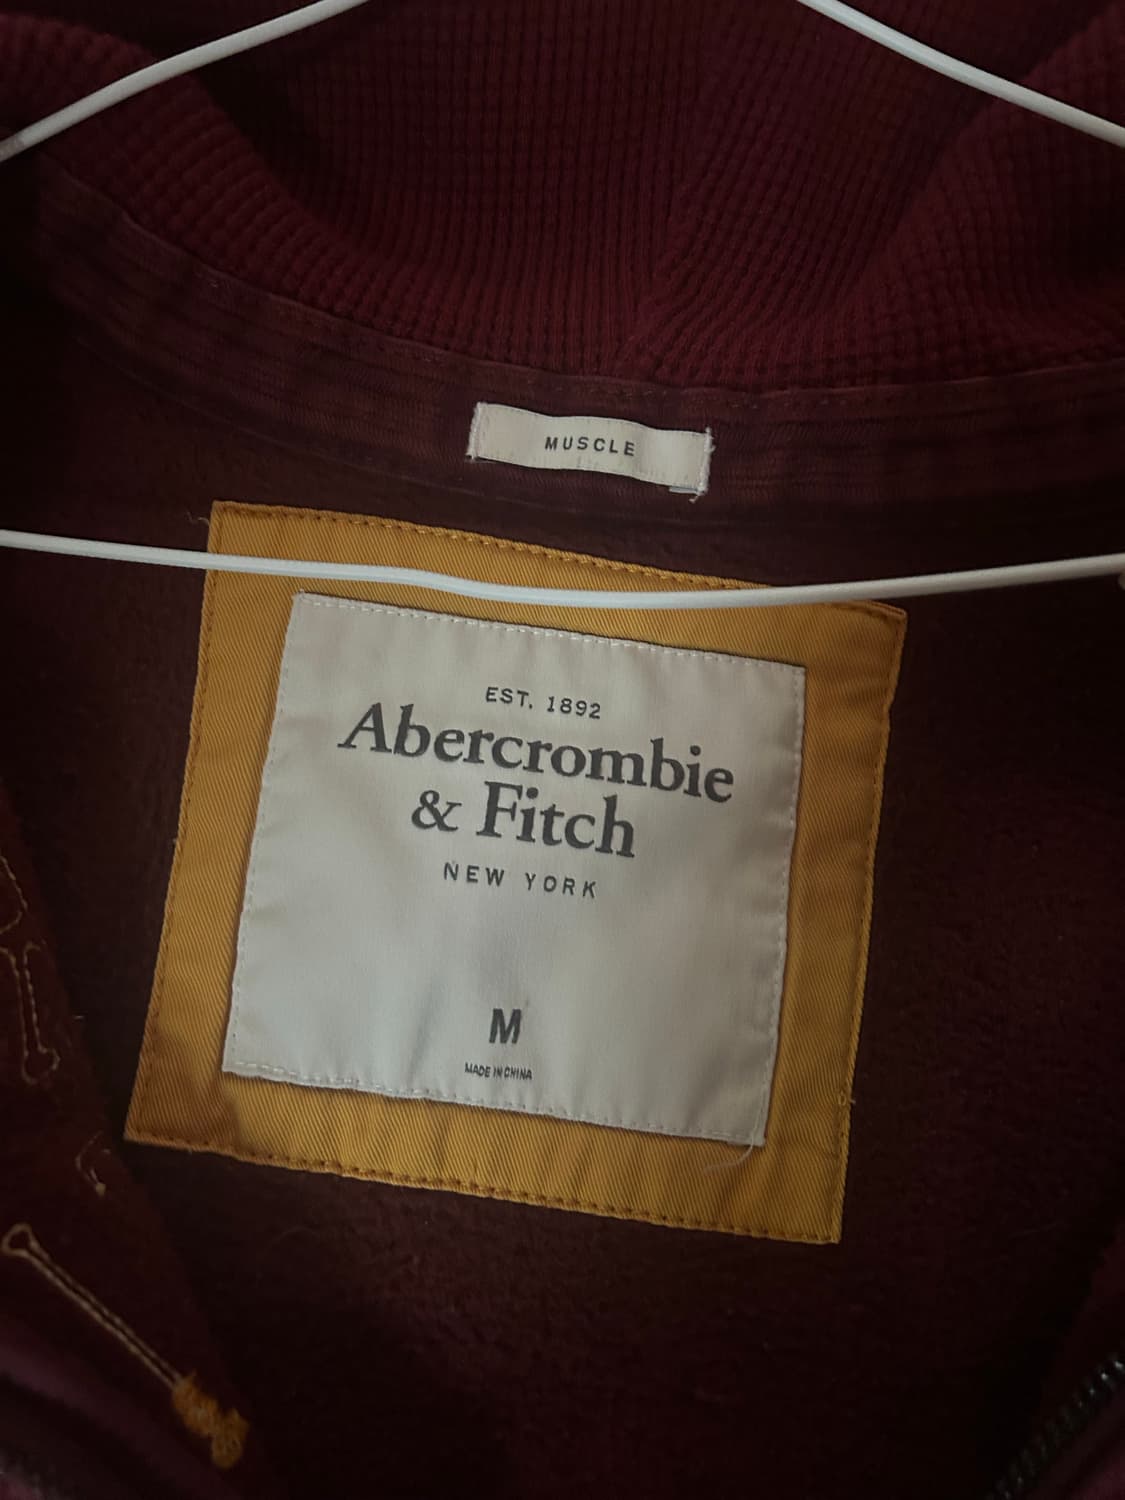 MUSCLE
EST. 1892
Abercrombie
& Fitch
NEW YORK
M
MADE IN CHINA